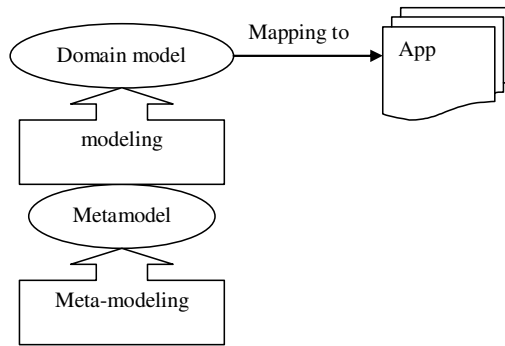 Domain model
Mapping to
App
modeling
Metamodel
Meta-modeling